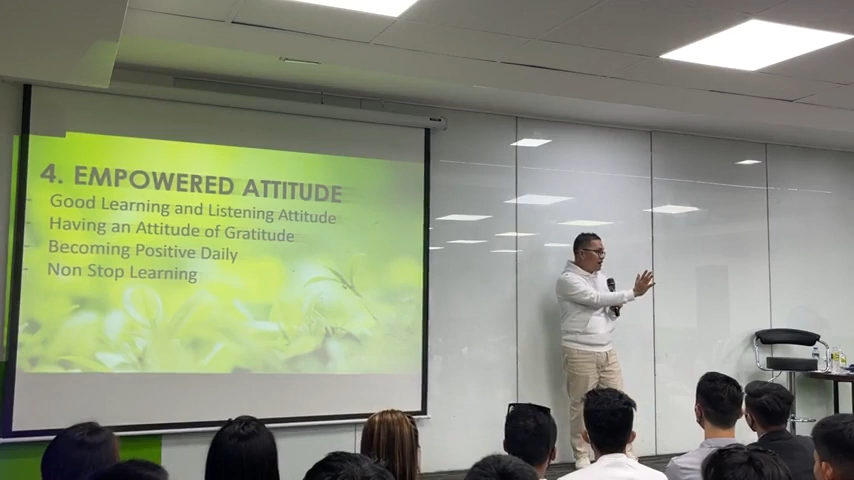 4. EMPOWERED ATTITUDE
Good Learning and Listening Attitude
Having an Attitude of Gratitude
Becoming Positive Daily
Non Stop Learning